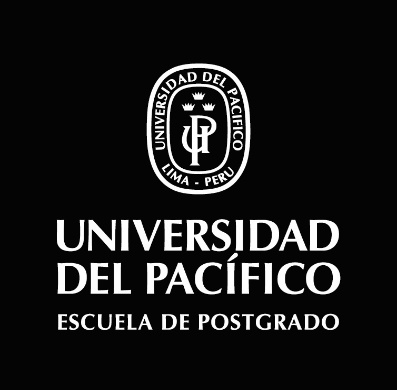 UNIVERSIDAD DEL PACIFICO
UP
LIMA - PERU
UNIVERSIDAD
DEL PACÍFICO
ESCUELA DE POSTGRADO